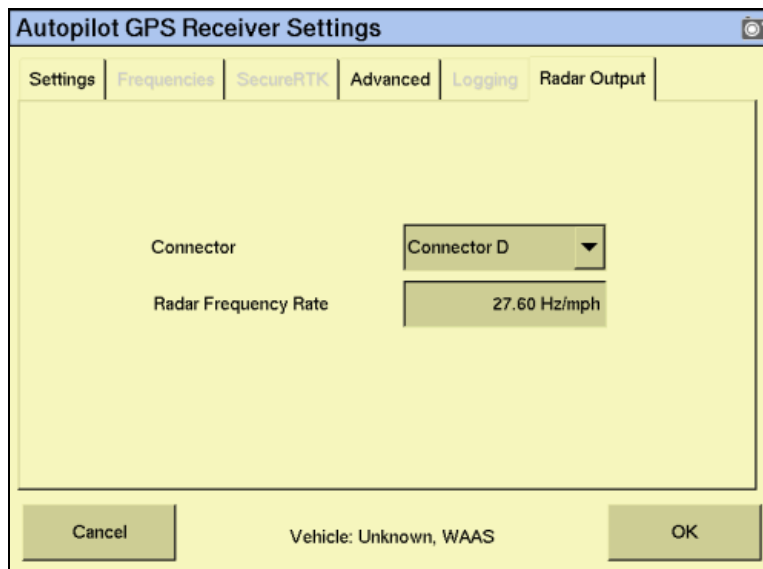 Autopilot GPS Receiver Settings
Settings Frequencies SecureRTK Advanced Logging Radar Output
Connector Connector D
Radar Frequency Rate 27.60 Hz/mph
Cancel Vehicle: Unknown, WAAS OK